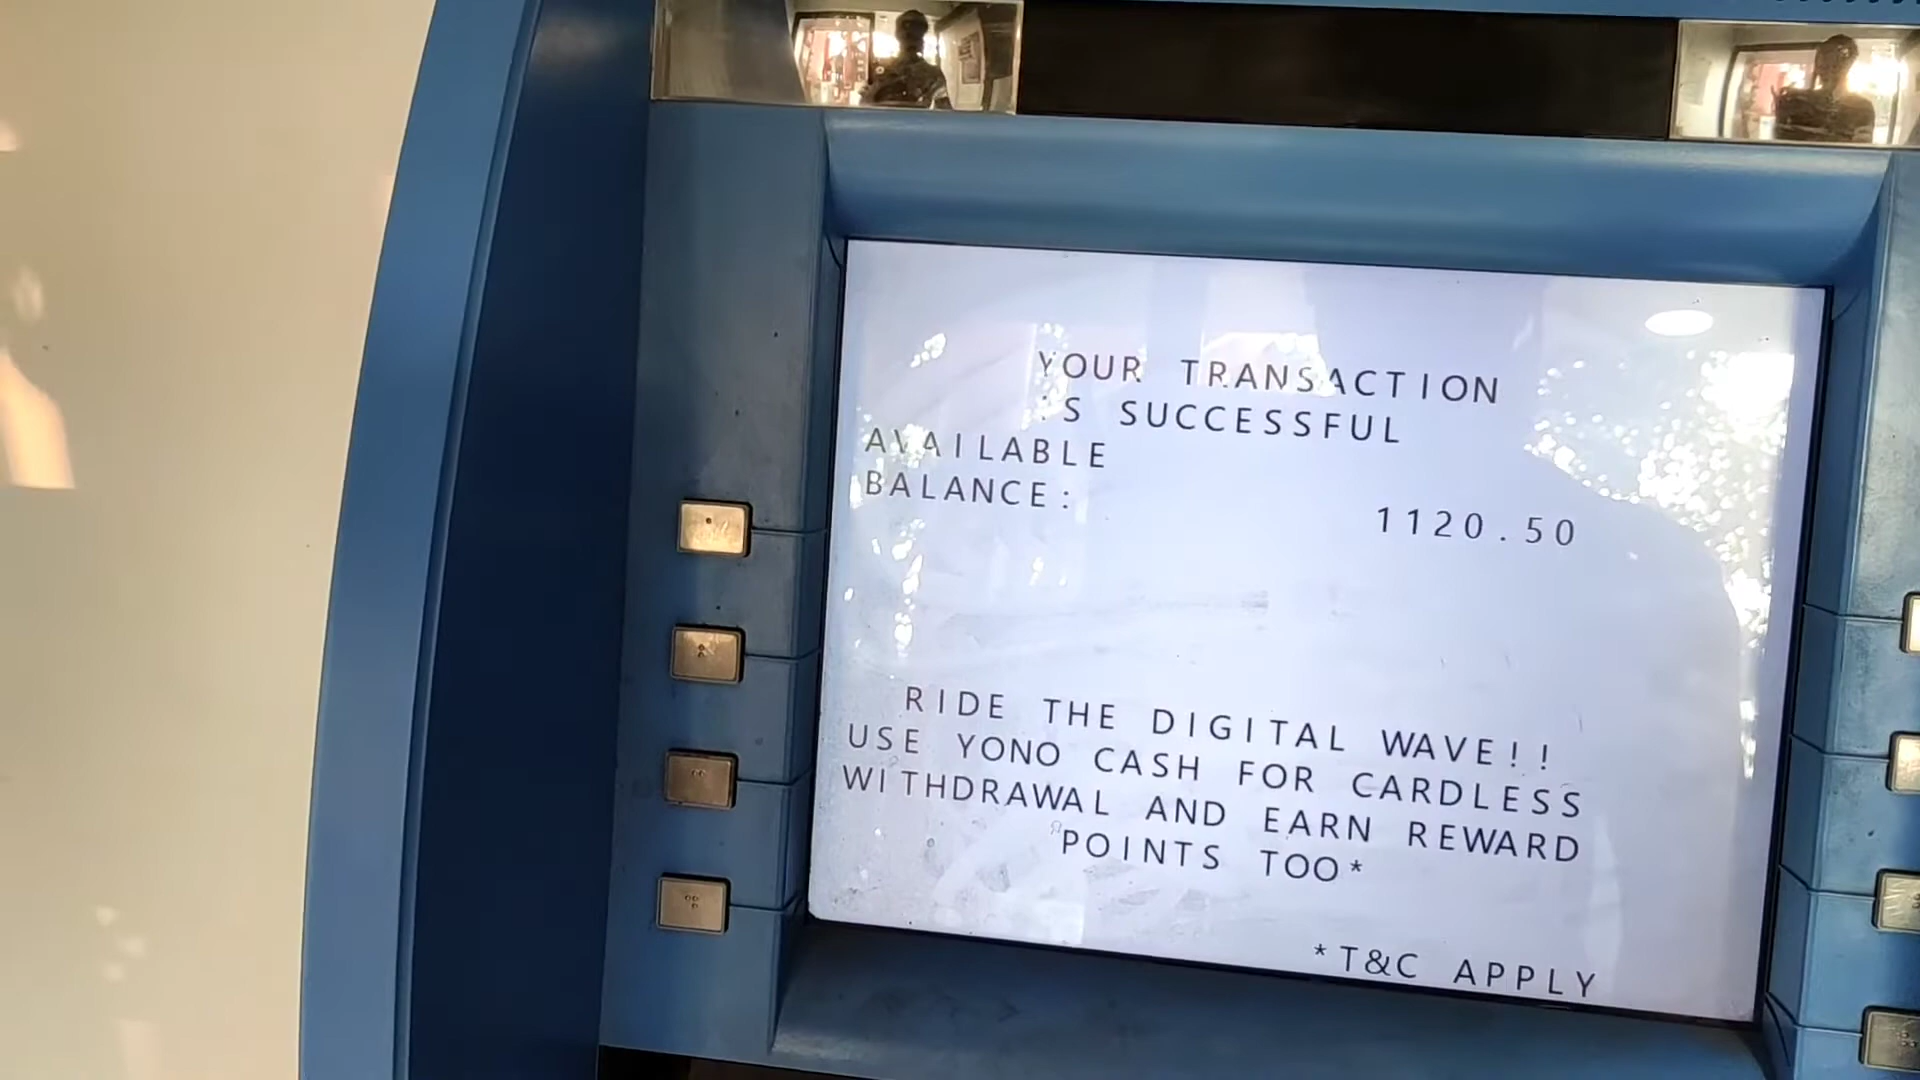 YOUR TRANSACTION
IS SUCCESSFUL
AVAILABLE
BALANCE:
1120.50
RIDE THE DIGITAL WAVE!!
USE YONO CASH FOR CARDLESS
WITHDRAWAL AND EARN REWARD
POINTS TOO*
*T&C APPLY